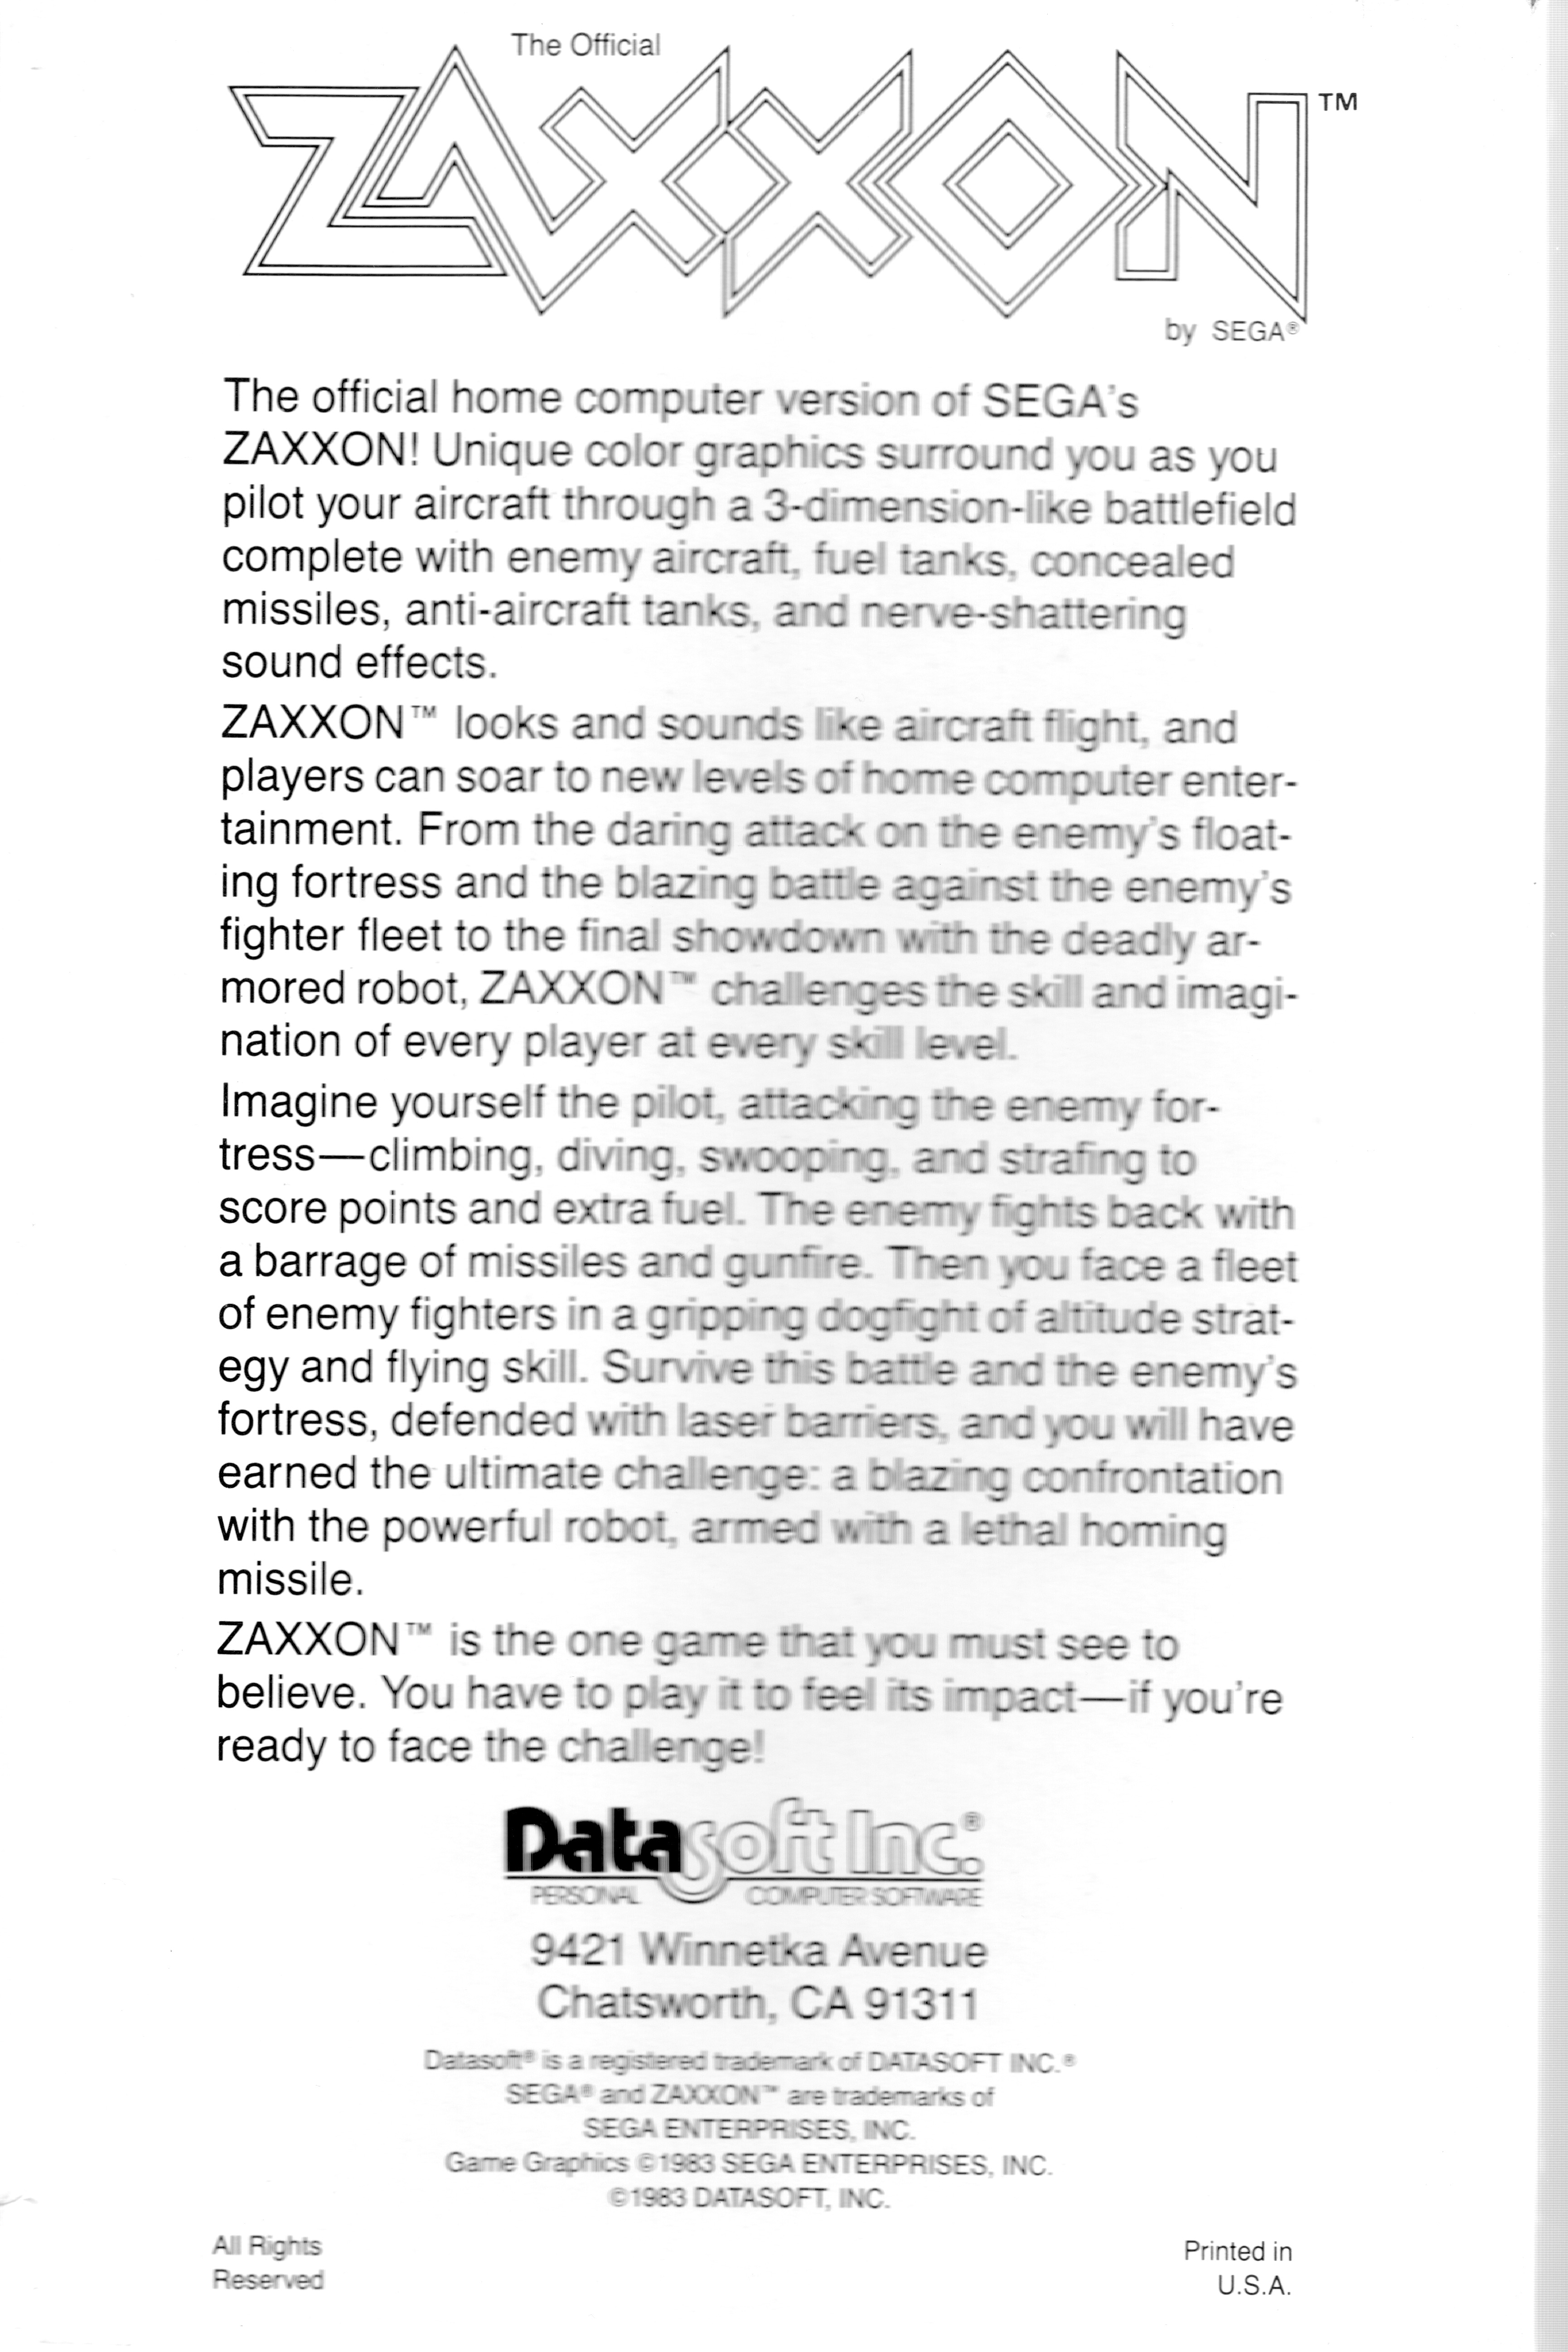 The Official
ZAXXON™
by SEGA®
The official home computer version of SEGA's
ZAXXON! Unique color graphics surround you as you
pilot your aircraft through a 3-dimension-like battlefield
complete with enemy aircraft, fuel tanks, concealed
missiles, anti-aircraft tanks, and nerve-shattering
sound effects.
ZAXXON™ looks and sounds like aircraft flight, and
players can soar to new levels of home computer enter-
tainment. From the daring attack on the enemy's float-
ing fortress and the blazing battle against the enemy's
fighter fleet to the final showdown with the deadly ar-
mored robot, ZAXXON™ challenges the skill and imagi-
nation of every player at every skill level.
Imagine yourself the pilot, attacking the enemy for-
tress—climbing, diving, swooping, and strafing to
score points and extra fuel. The enemy fights back with
a barrage of missiles and gunfire. Then you face a fleet
of enemy fighters in a gripping dogfight of altitude strat-
egy and flying skill. Survive this battle and the enemy's
fortress, defended with laser barriers, and you will have
earned the ultimate challenge: a blazing confrontation
with the powerful robot, armed with a lethal homing
missile.
ZAXXON™ is the one game that you must see to
believe. You have to play it to feel its impact—if you're
ready to face the challenge!
Datasoft Inc.®
PERSONAL COMPUTER SOFTWARE
9421 Winnetka Avenue
Chatsworth, CA 91311
Datasoft® is a registered trademark of DATASOFT INC.®
SEGA® and ZAXXON™ are trademarks of
SEGA ENTERPRISES, INC.
Game Graphics ©1983 SEGA ENTERPRISES, INC.
©1983 DATASOFT, INC.
All Rights
Reserved
Printed in
U.S.A.